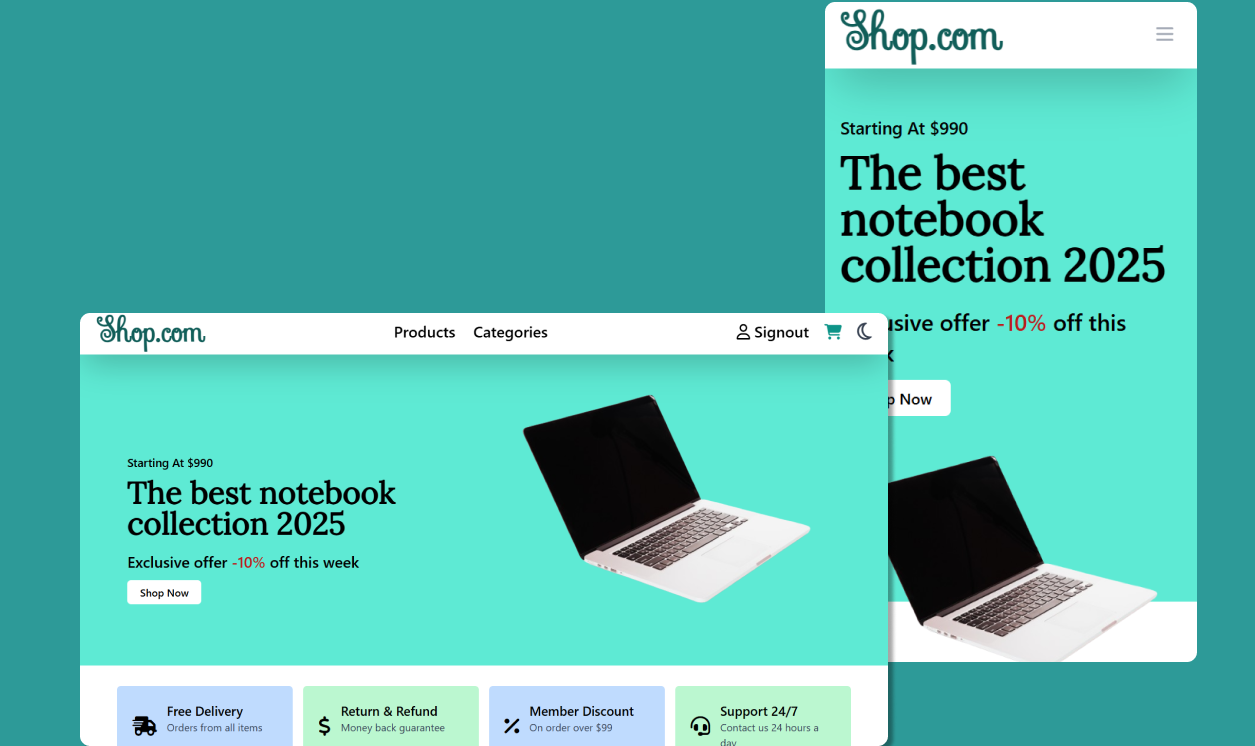 Shop.com
Starting At $990
The best
notebook
collection 2025
usive offer -10% off this
k
p Now
Shop.com
Products Categories Signout
Starting At $990
The best notebook
collection 2025
Exclusive offer -10% off this week
Shop Now
Free Delivery
Orders from all items
Return & Refund
Money back guarantee
Member Discount
On order over $99
Support 24/7
Contact us 24 hours a
day